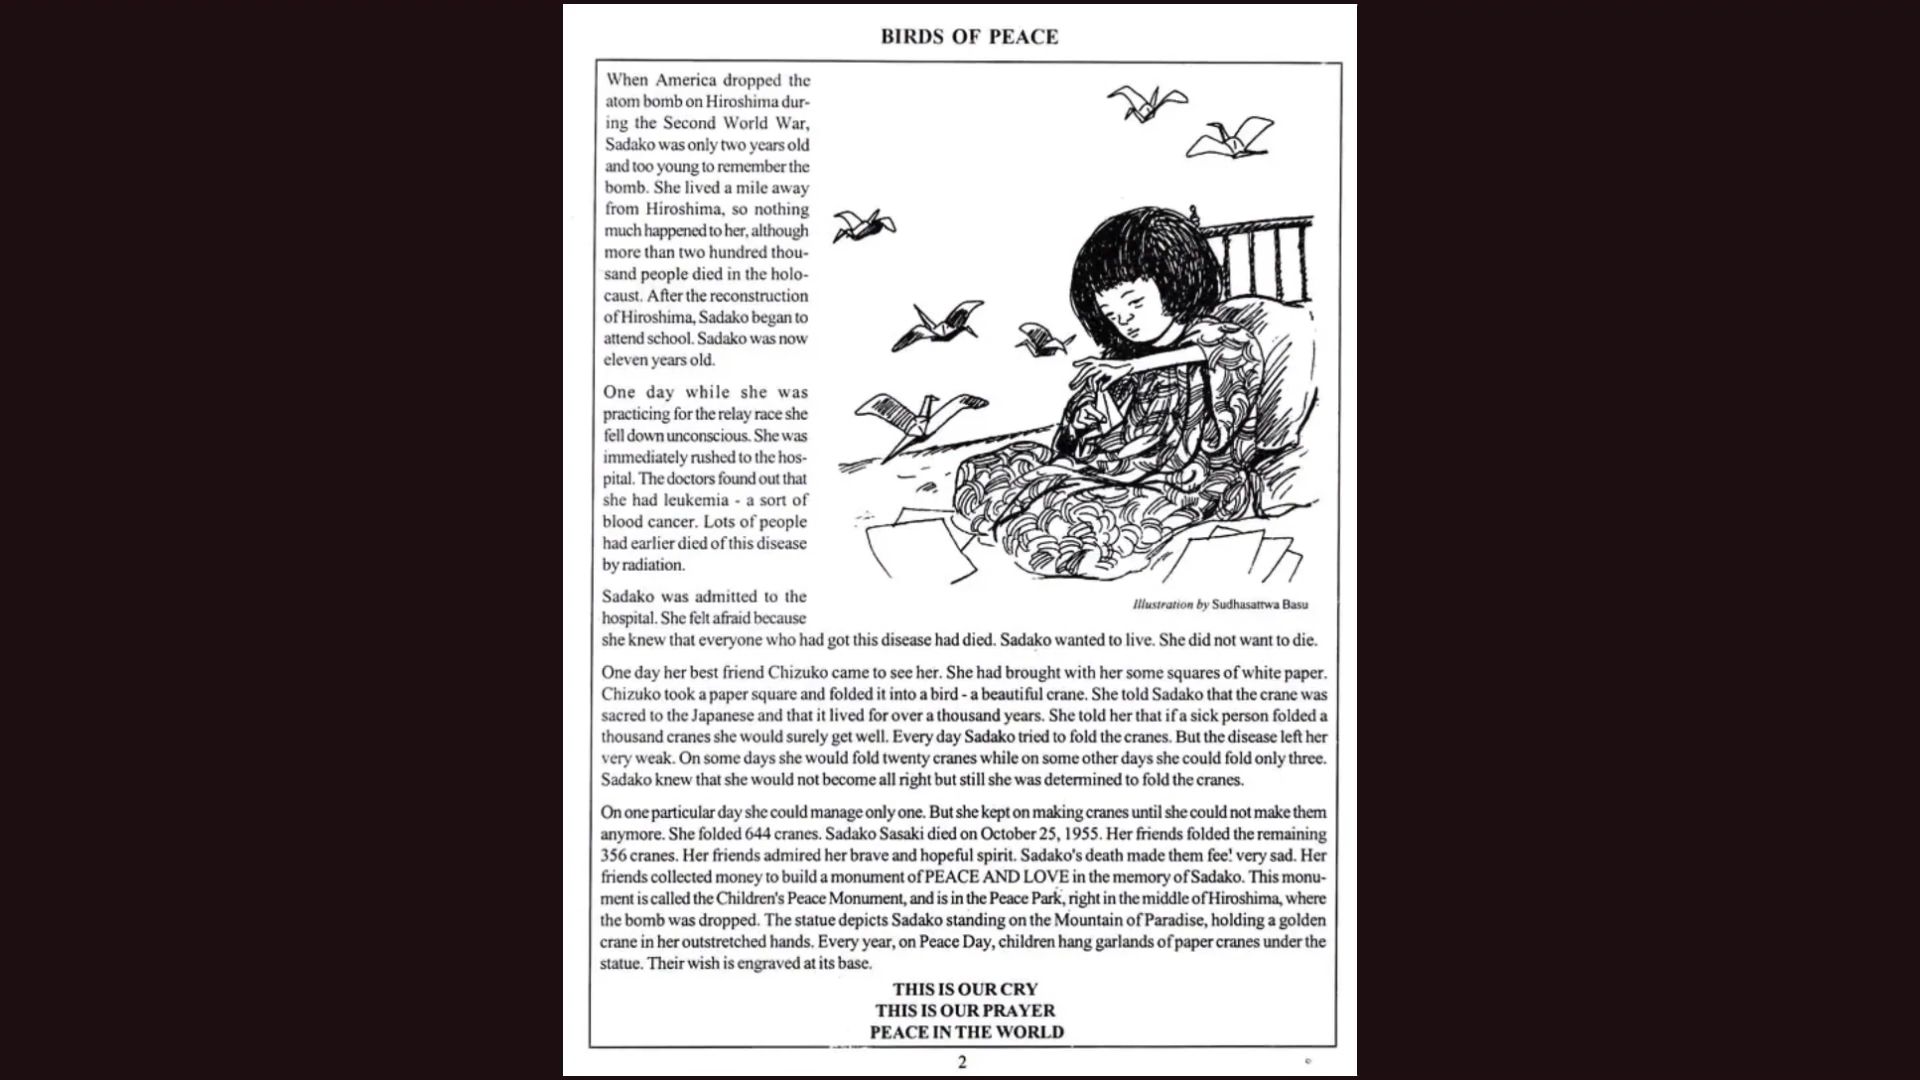 BIRDS OF PEACE
When America dropped the
atom bomb on Hiroshima dur-
ing the Second World War,
Sadako was only two years old
and too young to remember the
bomb. She lived a mile away
from Hiroshima, so nothing
much happened to her, although
more than two hundred thou-
sand people died in the holo-
caust. After the reconstruction
of Hiroshima, Sadako began to
attend school. Sadako was now
eleven years old.
One day while she was
practicing for the relay race she
fell down unconscious. She was
immediately rushed to the hos-
pital. The doctors found out that
she had leukemia - a sort of
blood cancer. Lots of people
had earlier died of this disease
by radiation.
Sadako was admitted to the
hospital. She felt afraid because
she knew that everyone who had got this disease had died. Sadako wanted to live. She did not want to die.
Illustration by Sudhasattwa Basu
One day her best friend Chizuko came to see her. She had brought with her some squares of white paper.
Chizuko took a paper square and folded it into a bird - a beautiful crane. She told Sadako that the crane was
sacred to the Japanese and that it lived for over a thousand years. She told her that if a sick person folded a
thousand cranes she would surely get well. Every day Sadako tried to fold the cranes. But the disease left her
very weak. On some days she would fold twenty cranes while on some other days she could fold only three.
Sadako knew that she would not become all right but still she was determined to fold the cranes.
On one particular day she could manage only one. But she kept on making cranes until she could not make them
anymore. She folded 644 cranes. Sadako Sasaki died on October 25, 1955. Her friends folded the remaining
356 cranes. Her friends admired her brave and hopeful spirit. Sadako's death made them fee! very sad. Her
friends collected money to build a monument of PEACE AND LOVE in the memory of Sadako. This monu-
ment is called the Children's Peace Monument, and is in the Peace Park, right in the middle of Hiroshima, where
the bomb was dropped. The statue depicts Sadako standing on the Mountain of Paradise, holding a golden
crane in her outstretched hands. Every year, on Peace Day, children hang garlands of paper cranes under the
statue. Their wish is engraved at its base.
THIS IS OUR CRY
THIS IS OUR PRAYER
PEACE IN THE WORLD
2